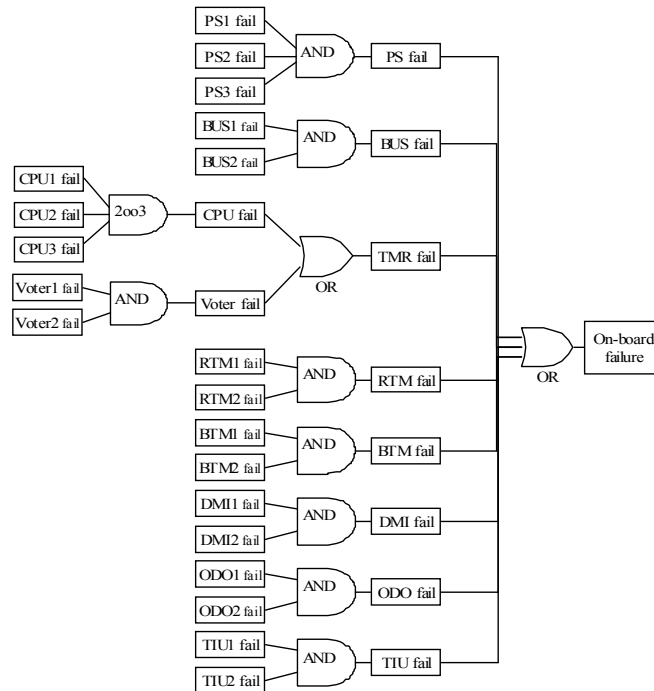 PS1 fail
PS2 fail
PS3 fail
AND
PS fail
BUS1 fail
BUS2 fail
AND
BUS fail
CPU1 fail
CPU2 fail
CPU3 fail
2oo3
CPU fail
Voter1 fail
Voter2 fail
AND
Voter fail
OR
TMR fail
RTM1 fail
RTM2 fail
AND
RTM fail
BTM1 fail
BTM2 fail
AND
BTM fail
DMI1 fail
DMI2 fail
AND
DMI fail
ODO1 fail
ODO2 fail
AND
ODO fail
TIU1 fail
TIU2 fail
AND
TIU fail
OR
On-board
failure